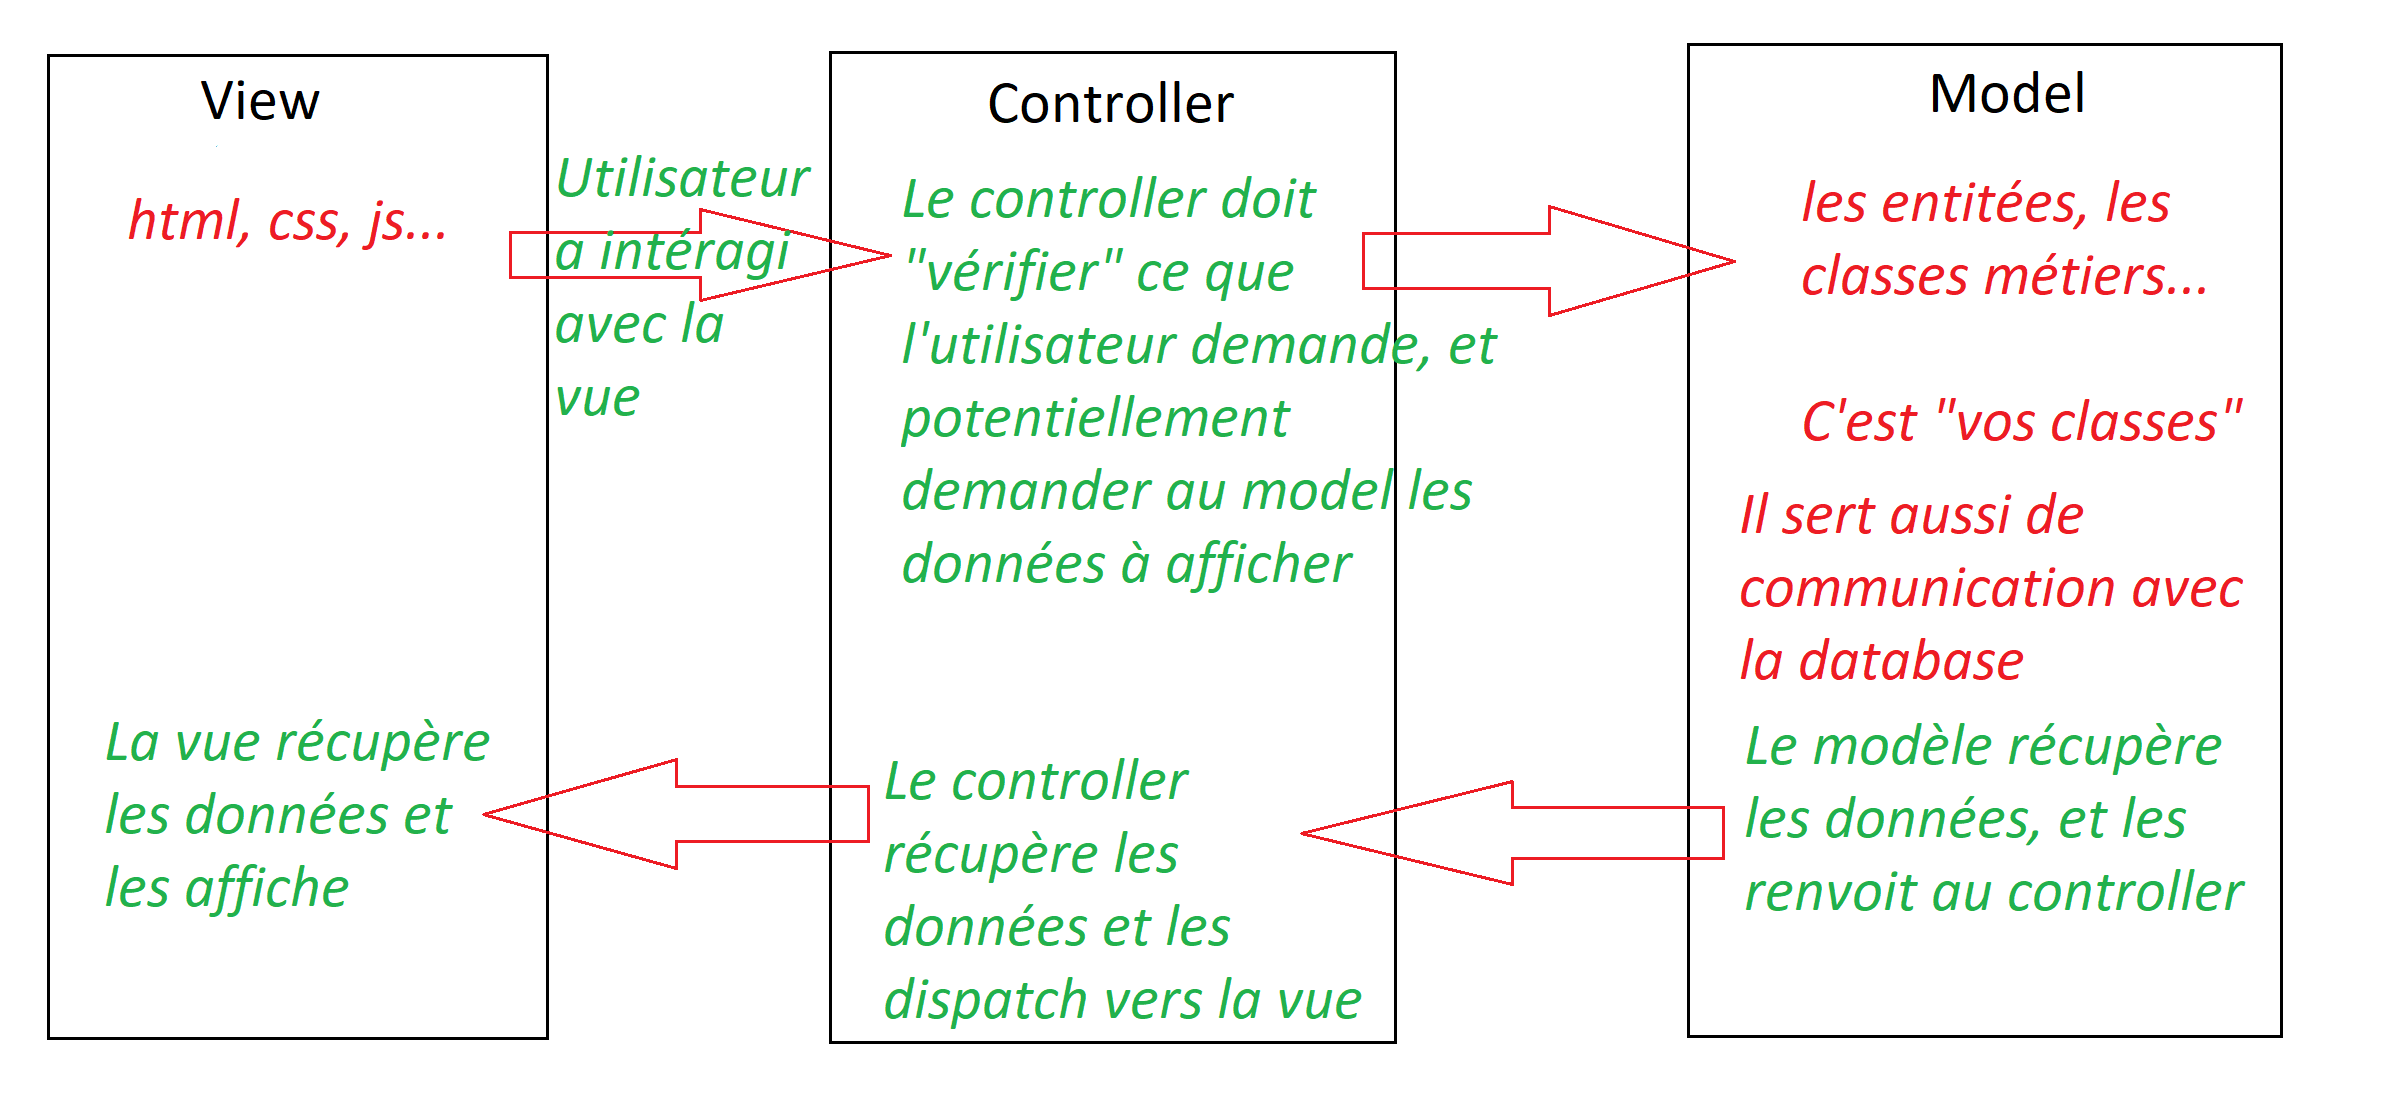 View
html, css, js...
La vue récupère
les données et
les affiche
Utilisateur
a intéragi
avec la
vue
Controller
Le controller doit
"vérifier" ce que
l'utilisateur demande, et
potentiellement
demander au model les
données à afficher
Le controller
récupère les
données et les
dispatch vers la vue
Model
les entitées, les
classes métiers...
C'est "vos classes"
Il sert aussi de
communication avec
la database
Le modèle récupère
les données, et les
renvoit au controller